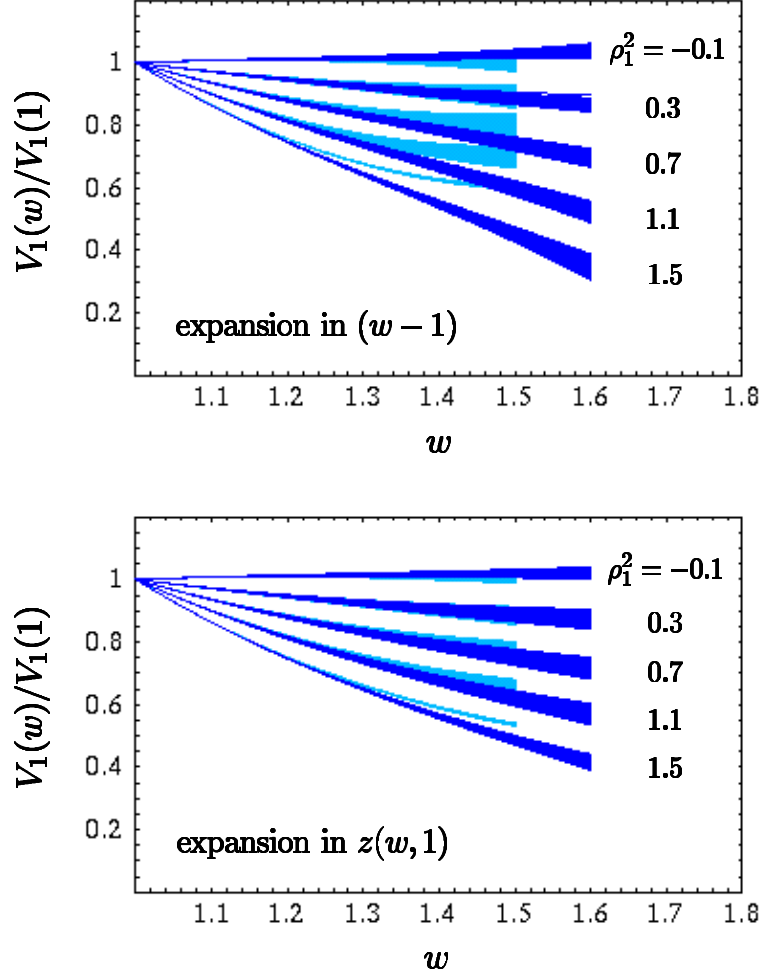 V₁(w)/V₁(1)
1
0.8
0.6
0.4
0.2
ρ₁² = −0.1
0.3
0.7
1.1
1.5
expansion in (w − 1)
1.1 1.2 1.3 1.4 1.5 1.6 1.7 1.8
w
V₁(w)/V₁(1)
1
0.8
0.6
0.4
0.2
ρ₁² = −0.1
0.3
0.7
1.1
1.5
expansion in z(w, 1)
1.1 1.2 1.3 1.4 1.5 1.6 1.7 1.8
w